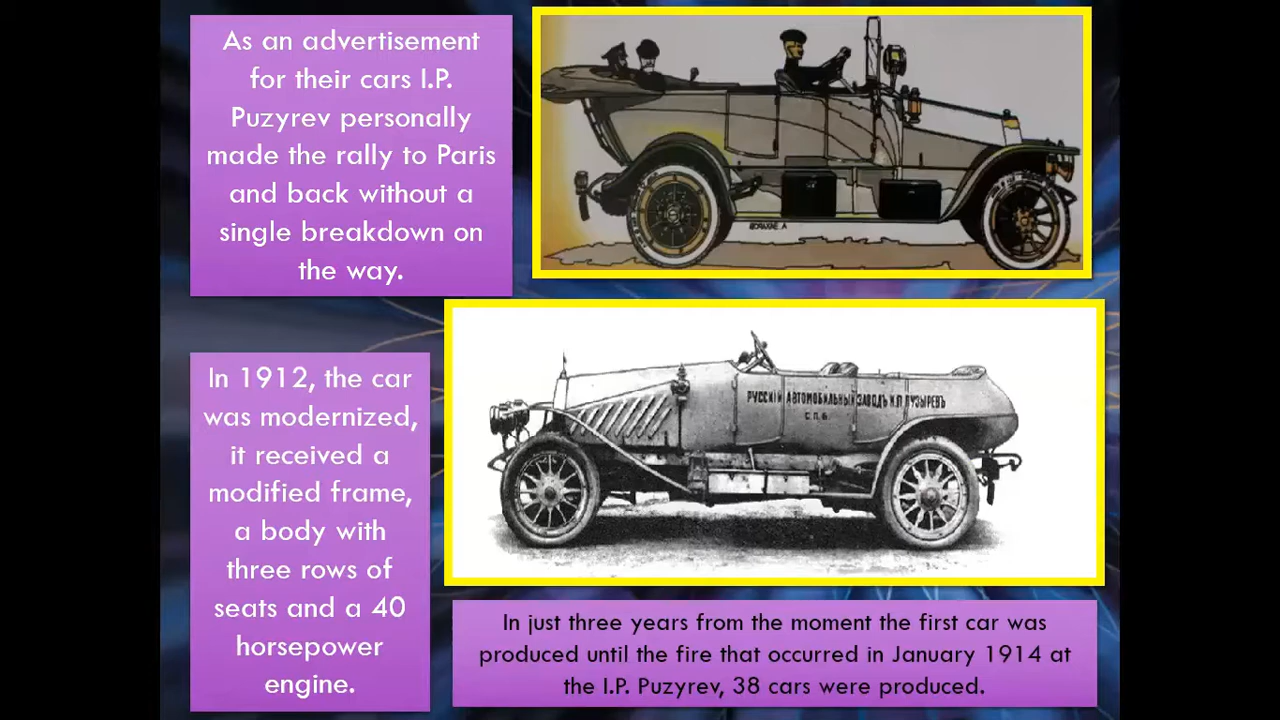 As an advertisement
for their cars I.P.
Puzyrev personally
made the rally to Paris
and back without a
single breakdown on
the way.
In 1912, the car
was modernized,
it received a
modified frame,
a body with
three rows of
seats and a 40
horsepower
engine.
РУССКIЙ АВТОМОБИЛЬНЫЙ ЗАВОДЪ И.П. ПУЗЫРЕВЪ
С.П.Б.
In just three years from the moment the first car was
produced until the fire that occurred in January 1914 at
the I.P. Puzyrev, 38 cars were produced.